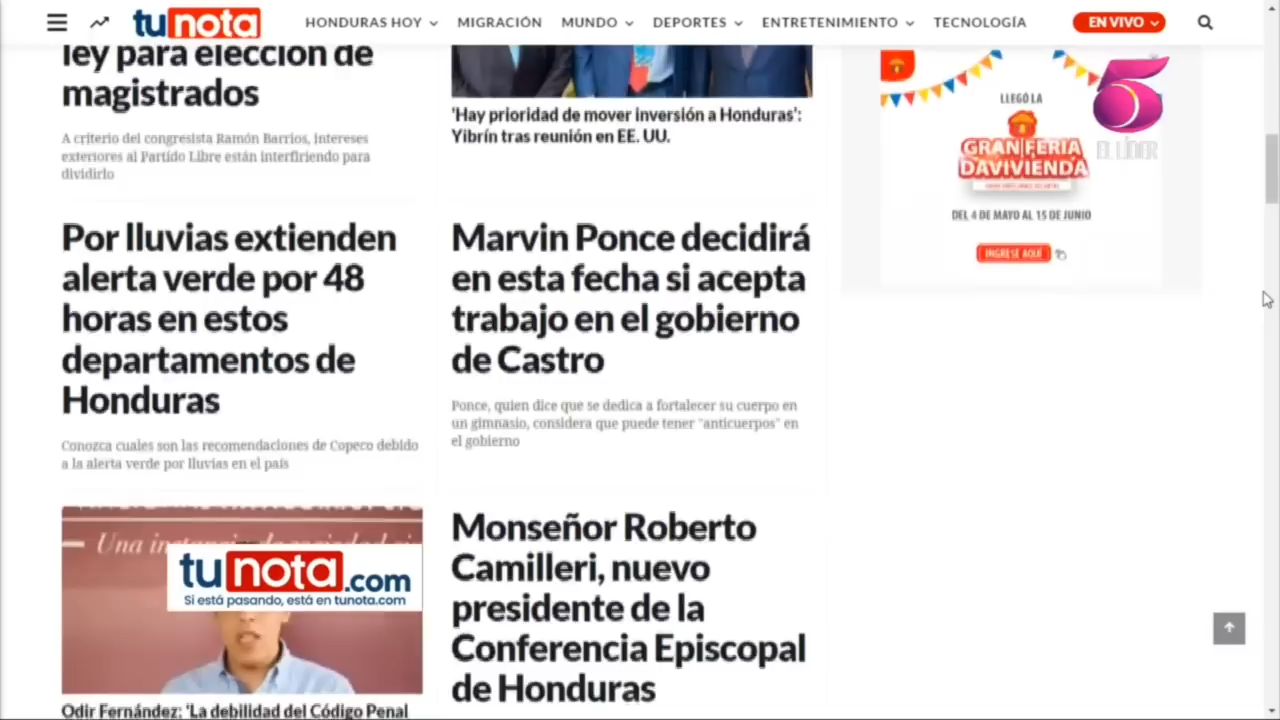 tunota
HONDURAS HOY
MIGRACIÓN
MUNDO
DEPORTES
ENTRETENIMIENTO
TECNOLOGÍA
EN VIVO
ley para elección de
magistrados
A criterio del congresista Ramón Barrios, intereses
exteriores al Partido Libre están interfiriendo para
dividirlo
'Hay prioridad de mover inversión a Honduras':
Yibrín tras reunión en EE. UU.
LLEGÓ LA
GRAN FERIA
DAVIVIENDA
DEL 4 DE MAYO AL 15 DE JUNIO
INGRESE AQUÍ
5
EL LÍDER
Por lluvias extienden
alerta verde por 48
horas en estos
departamentos de
Honduras
Conozca cuales son las recomendaciones de Copeco debido
a la alerta verde por lluvias en el país
Marvin Ponce decidirá
en esta fecha si acepta
trabajo en el gobierno
de Castro
Ponce, quien dice que se dedica a fortalecer su cuerpo en
un gimnasio, considera que puede tener "anticuerpos" en
el gobierno
Una
tunota.com
Si está pasando, está en tunota.com
Odir Fernández: 'La debilidad del Código Penal
Monseñor Roberto
Camilleri, nuevo
presidente de la
Conferencia Episcopal
de Honduras